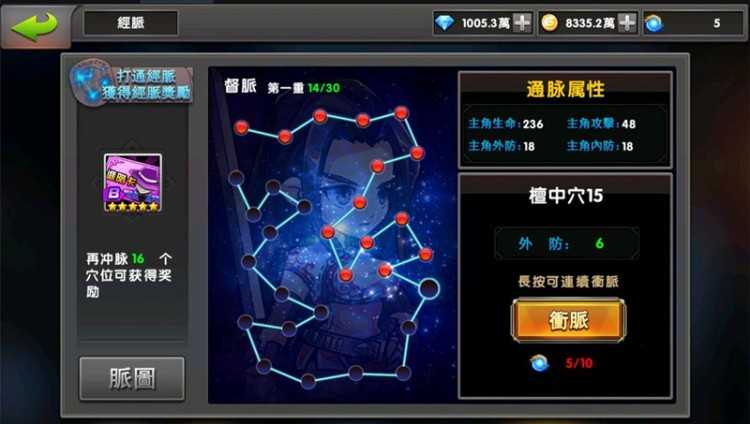 經脈
1005.3萬
8335.2萬
5
打通經脈
獲得經脈獎勵
督脈 第一重 14/30
再冲脉 16 个
穴位可获得奖
励
脈圖
通脉属性
主角生命:236 主角攻擊:48
主角外防:18 主角內防:18
檀中穴15
外 防: 6
長按可連續衝脈
衝脈
5/10